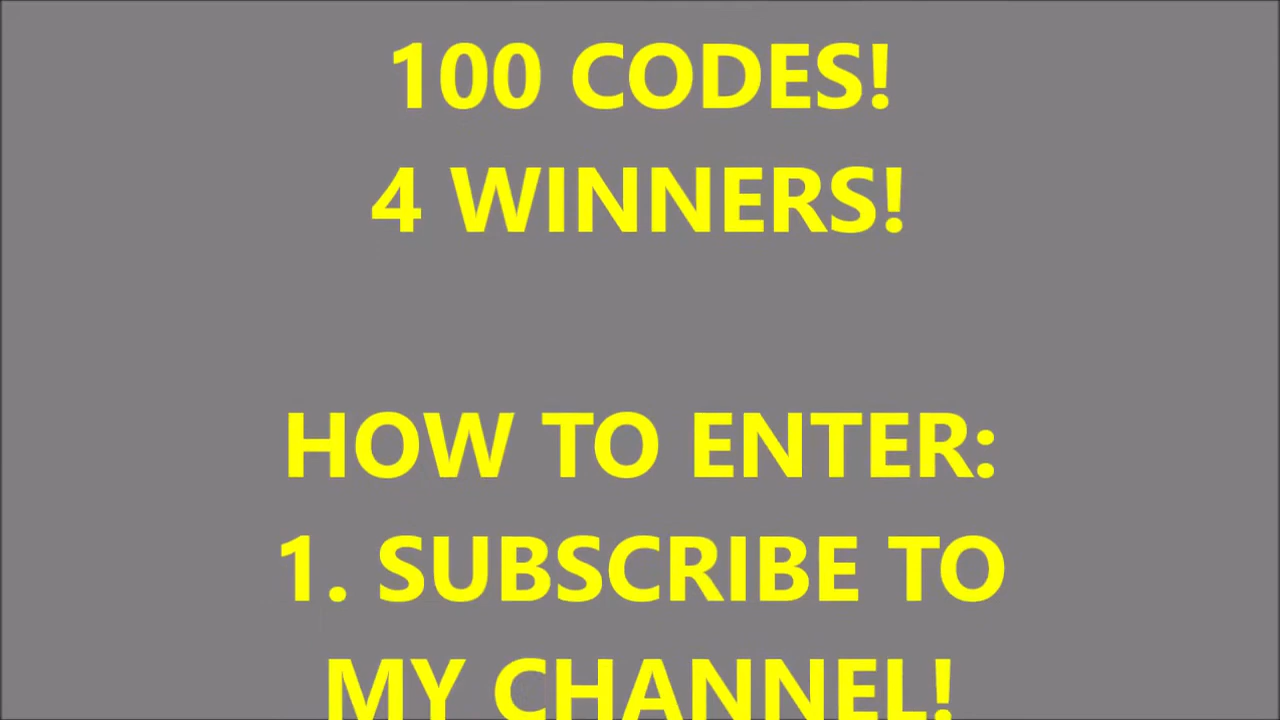 100 CODES!
4 WINNERS!
HOW TO ENTER:
1. SUBSCRIBE TO
MY CHANNEL!